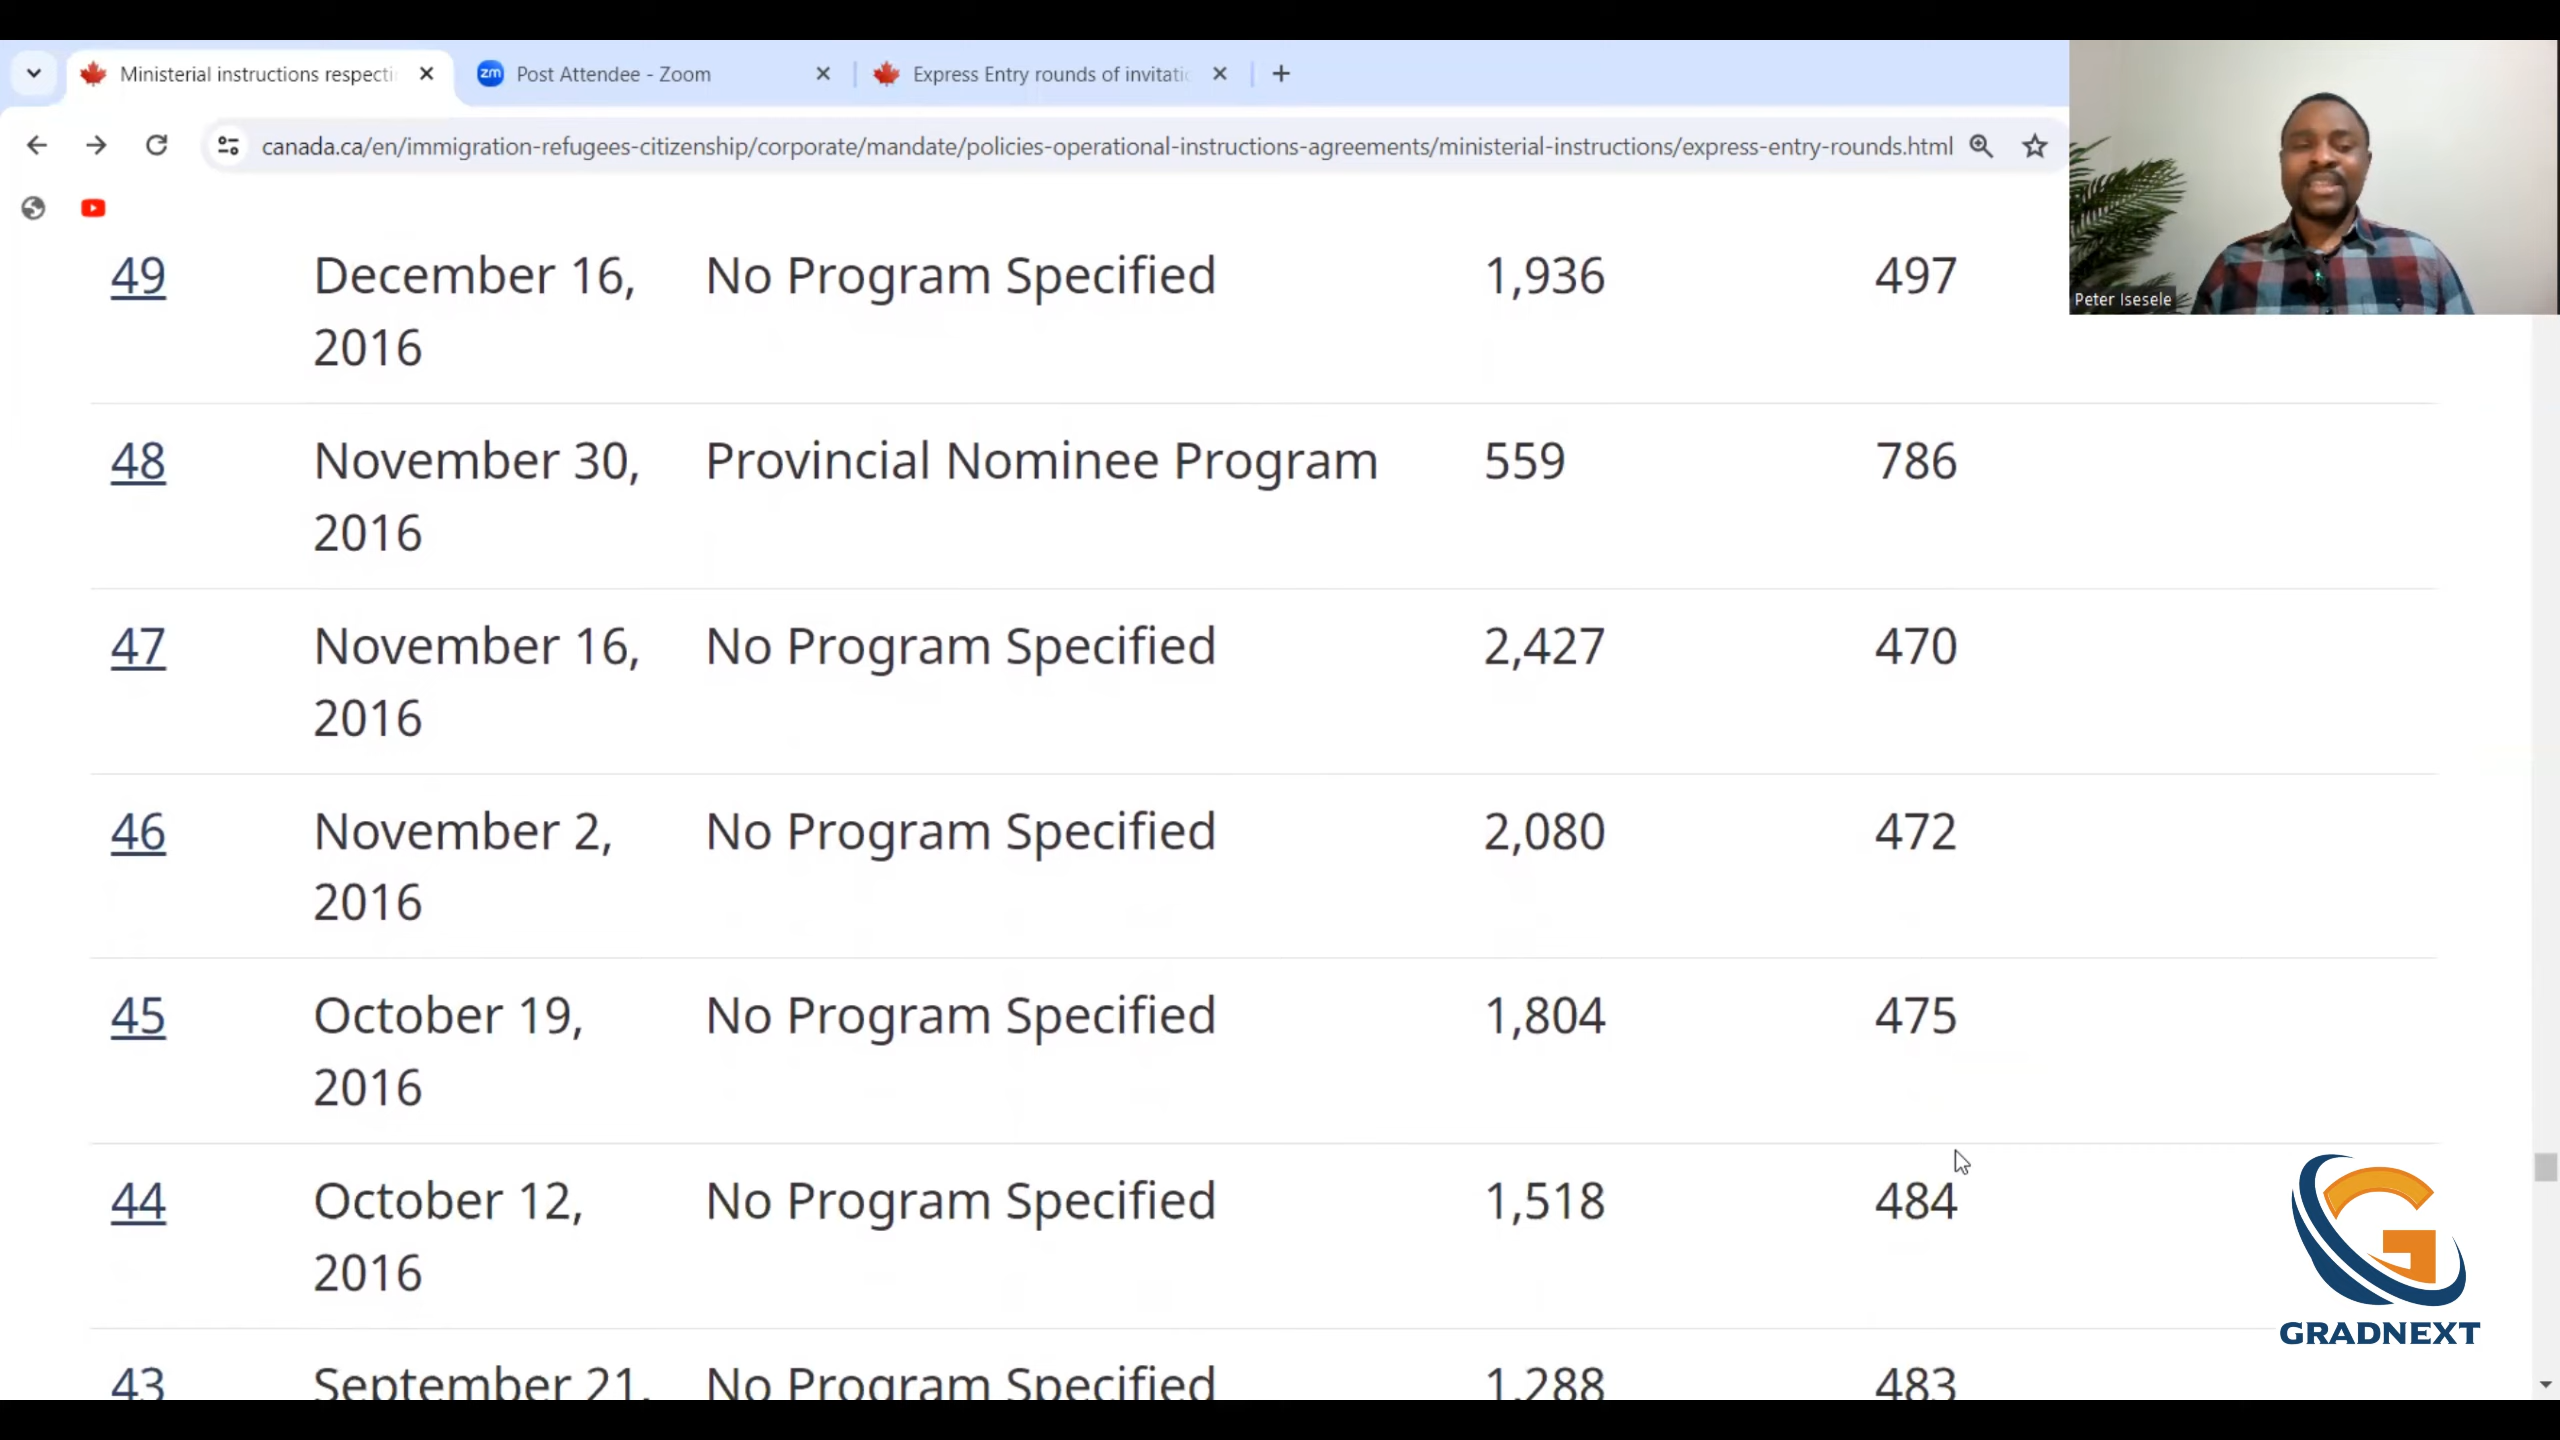 Ministerial instructions respecti
Post Attendee - Zoom
Express Entry rounds of invitatio
canada.ca/en/immigration-refugees-citizenship/corporate/mandate/policies-operational-instructions-agreements/ministerial-instructions/express-entry-rounds.html
Peter Isesele
49 December 16, 2016 No Program Specified 1,936 497
48 November 30, 2016 Provincial Nominee Program 559 786
47 November 16, 2016 No Program Specified 2,427 470
46 November 2, 2016 No Program Specified 2,080 472
45 October 19, 2016 No Program Specified 1,804 475
44 October 12, 2016 No Program Specified 1,518 484
43 September 21, No Program Specified 1,288 483
GRADNEXT